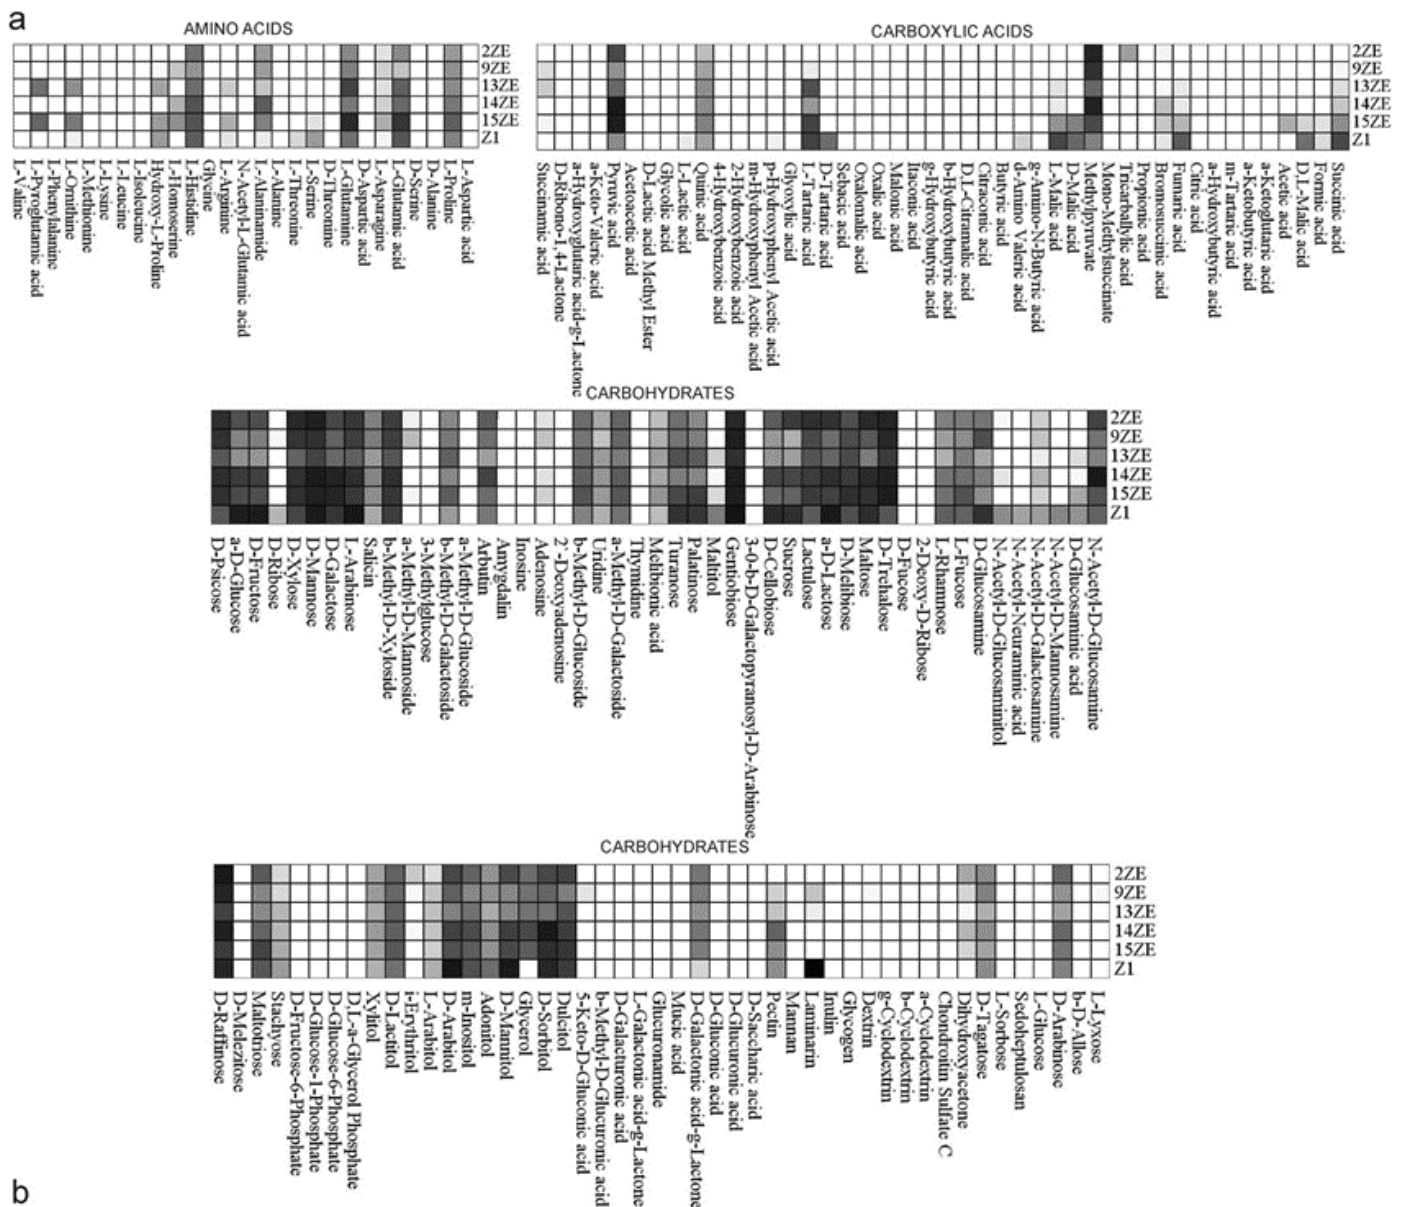 a
AMINO ACIDS
2ZE
9ZE
13ZE
14ZE
15ZE
Z1
L-Valine
L-Pyroglutamic acid
L-Phenylalanine
L-Ornithine
L-Methionine
L-Lysine
L-Leucine
L-Isoleucine
Hydroxy-L-Proline
L-Homoserine
L-Histidine
Glycine
L-Arginine
N-Acetyl-L-Glutamic acid
L-Alaninamide
L-Alanine
L-Threonine
L-Serine
D-Threonine
L-Glutamine
D-Aspartic acid
L-Asparagine
L-Glutamic acid
D-Serine
D-Alanine
L-Proline
L-Aspartic acid
CARBOXYLIC ACIDS
2ZE
9ZE
13ZE
14ZE
15ZE
Z1
Succinamic acid
D-Ribono-1,4-Lactone
a-Hydroxyglutaric acid-g-Lactone
a-Keto-Valeric acid
Pyruvic acid
Acetoacetic acid
D-Lactic acid Methyl Ester
Glycolic acid
L-Lactic acid
Quinic acid
4-Hydroxybenzoic acid
2-Hydroxybenzoic acid
m-Hydroxyphenyl Acetic acid
p-Hydroxyphenyl Acetic acid
Glyoxylic acid
L-Tartaric acid
D-Tartaric acid
Sebacic acid
Oxalomalic acid
Oxalic acid
Malonic acid
Itaconic acid
g-Hydroxybutyric acid
b-Hydroxybutyric acid
D,L-Citramalic acid
Citraconic acid
Butyric acid
d-Amino Valeric acid
g-Amino-N-Butyric acid
L-Malic acid
D-Malic acid
Methylpyruvate
Mono-Methylsuccinate
Tricarballylic acid
Propionic acid
Bromosuccinic acid
Fumaric acid
Citric acid
a-Hydroxybutyric acid
m-Tartaric acid
a-Ketobutyric acid
a-Ketoglutaric acid
Acetic acid
D,L-Malic acid
Formic acid
Succinic acid
CARBOHYDRATES
2ZE
9ZE
13ZE
14ZE
15ZE
Z1
D-Psicose
a-D-Glucose
D-Fructose
D-Ribose
D-Xylose
D-Mannose
D-Galactose
L-Arabinose
Salicin
b-Methyl-D-Xyloside
a-Methyl-D-Mannoside
3-Methylglucose
b-Methyl-D-Galactoside
a-Methyl-D-Glucoside
Arbutin
Amygdalin
Inosine
Adenosine
2`-Deoxyadenosine
b-Methyl-D-Glucoside
Uridine
a-Methyl-D-Galactoside
Thymidine
Melibionic acid
Turanose
Palatinose
Maltitol
Gentiobiose
3-0-b-D-Galactopyranosyl-D-Arabinose
D-Cellobiose
Sucrose
Lactulose
a-D-Lactose
D-Melibiose
Maltose
D-Trehalose
D-Fucose
2-Deoxy-D-Ribose
L-Rhamnose
L-Fucose
D-Glucosamine
N-Acetyl-D-Glucosaminitol
N-Acetyl-Neuraminic acid
N-Acetyl-D-Galactosamine
N-Acetyl-D-Mannosamine
D-Glucosaminic acid
N-Acetyl-D-Glucosamine
CARBOHYDRATES
2ZE
9ZE
13ZE
14ZE
15ZE
Z1
D-Raffinose
D-Melezitose
Maltotriose
Stachyose
D-Fructose-6-Phosphate
D-Glucose-1-Phosphate
D-Glucose-6-Phosphate
D,L-a-Glycerol Phosphate
Xylitol
D-Lactitol
i-Erythritol
L-Arabitol
D-Arabitol
m-Inositol
Adonitol
D-Mannitol
Glycerol
D-Sorbitol
Dulcitol
5-Keto-D-Gluconic acid
b-Methyl-D-Glucuronic acid
D-Galacturonic acid
L-Galactonic acid-g-Lactone
Glucuronamide
Mucic acid
D-Galactonic acid-g-Lactone
D-Gluconic acid
D-Glucuronic acid
D-Saccharic acid
Pectin
Mannan
Laminarin
Inulin
Glycogen
Dextrin
g-Cyclodextrin
b-Cyclodextrin
a-Cyclodextrin
Chondroitin Sulfate C
Dihydroxyacetone
D-Tagatose
L-Sorbose
Sedoheptulosan
L-Glucose
D-Arabinose
b-D-Allose
L-Lyxose
b